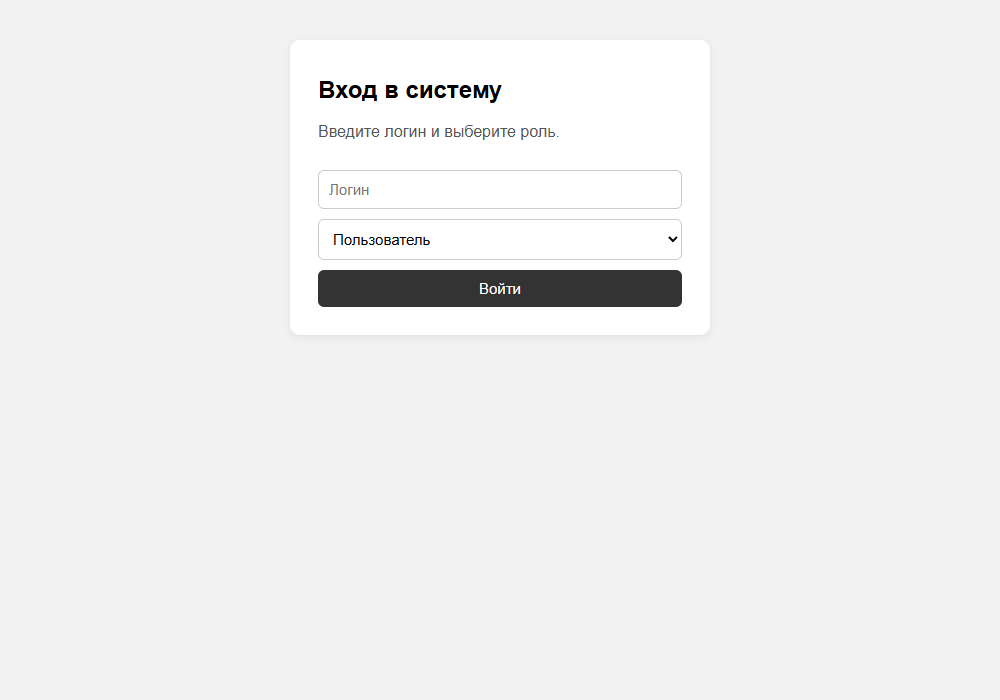 Вход в систему
Введите логин и выберите роль.
Логин
Пользователь
Войти